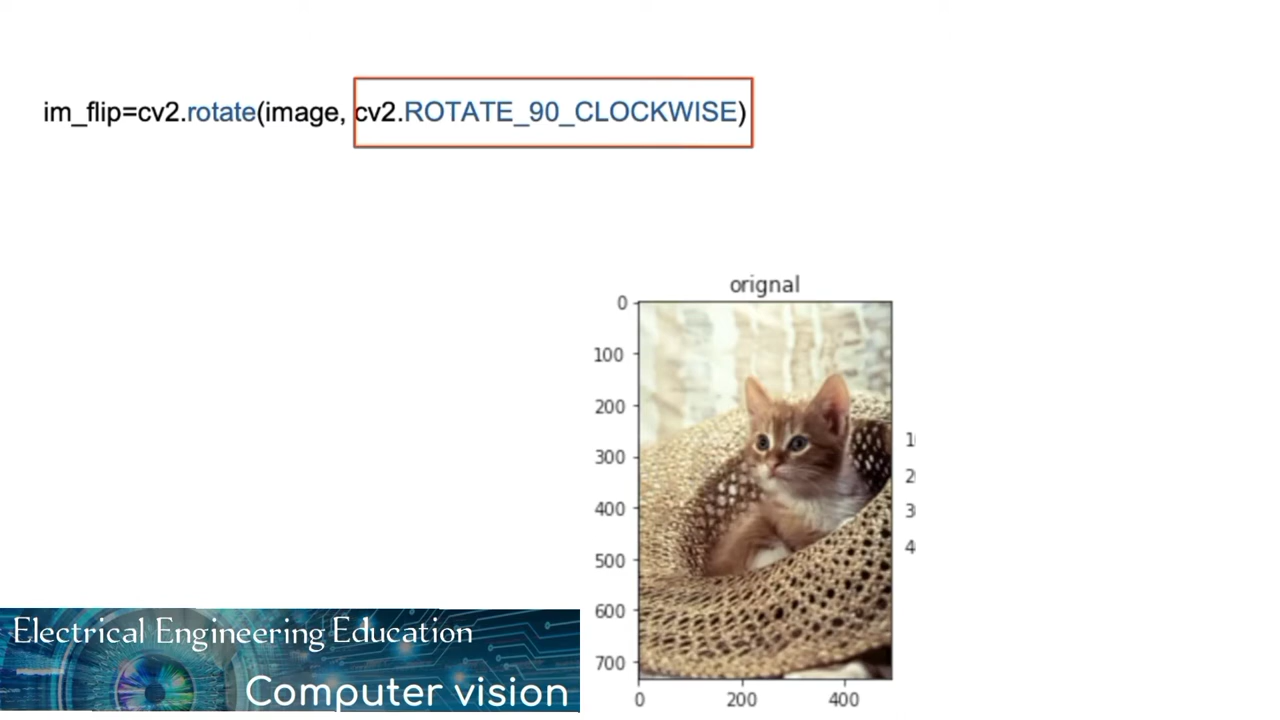 im_flip=cv2.rotate(image, cv2.ROTATE_90_CLOCKWISE)
orignal
0
100
200
300
400
500
600
700
0 200 400
Electrical Engineering Education
Computer vision